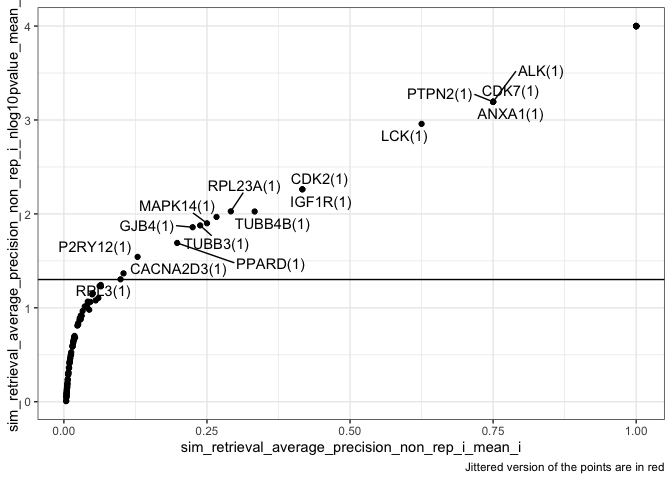 sim_retrieval_average_precision_non_rep_i_nlog10pvalue_mean_
4
3
2
1
0
ALK(1)
CDK7(1)
PTPN2(1)
ANXA1(1)
LCK(1)
CDK2(1)
RPL23A(1)
IGF1R(1)
MAPK14(1)
TUBB4B(1)
GJB4(1)
TUBB3(1)
P2RY12(1)
PPARD(1)
CACNA2D3(1)
RPL3(1)
0.00 0.25 0.50 0.75 1.00
sim_retrieval_average_precision_non_rep_i_mean_i
Jittered version of the points are in red